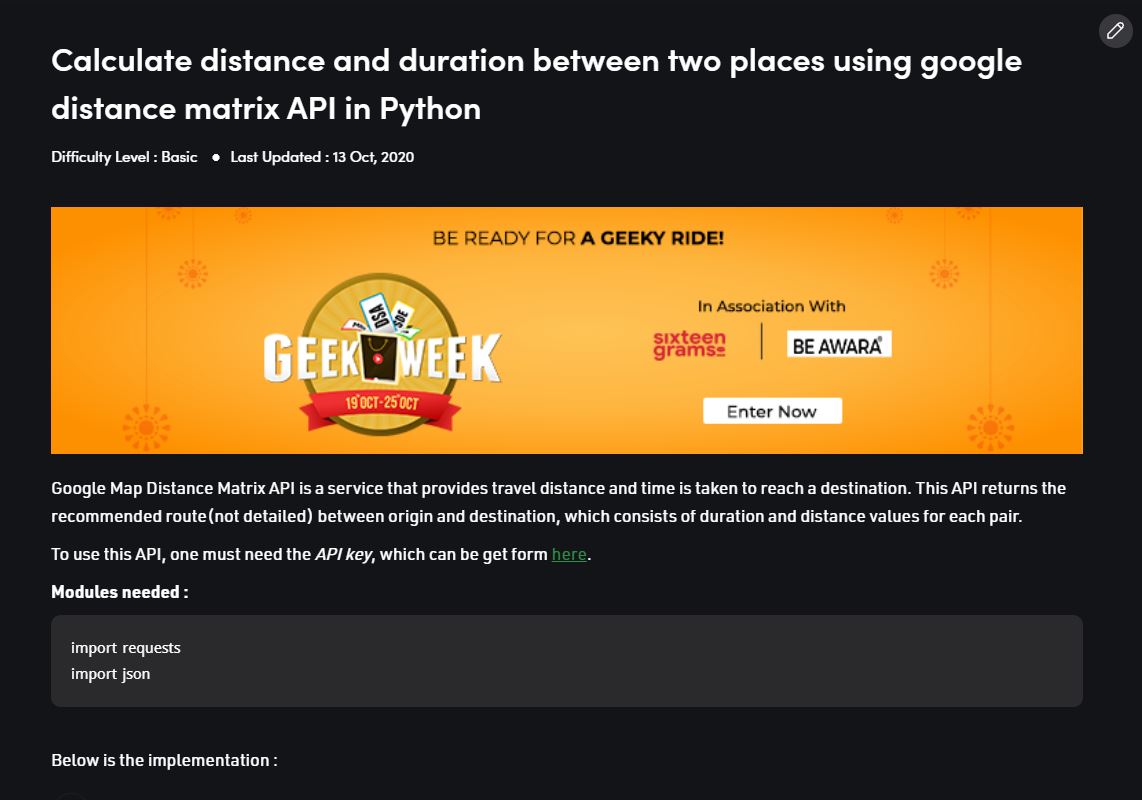 Calculate distance and duration between two places using google
distance matrix API in Python
Difficulty Level : Basic ● Last Updated : 13 Oct, 2020
BE READY FOR A GEEKY RIDE!
DSA
SDE
GEEK WEEK
19 OCT-25 OCT
In Association With
sixteen
grams
BE AWARA
Enter Now
Google Map Distance Matrix API is a service that provides travel distance and time is taken to reach a destination. This API returns the
recommended route(not detailed) between origin and destination, which consists of duration and distance values for each pair.
To use this API, one must need the API key, which can be get form here.
Modules needed :
import requests
import json
Below is the implementation :